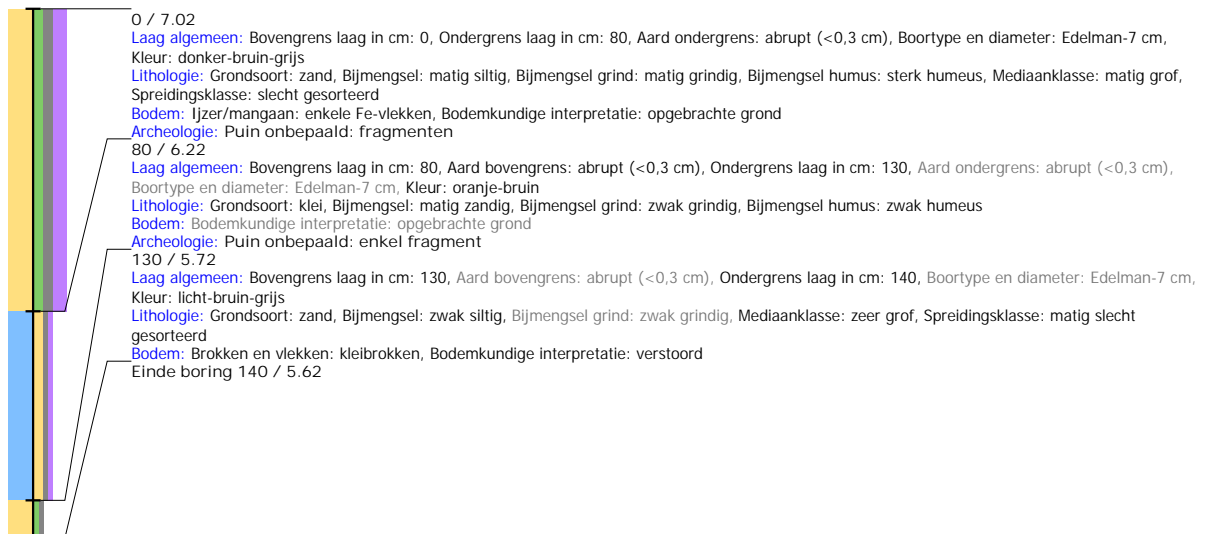 0 / 7.02
Laag algemeen: Bovengrens laag in cm: 0, Ondergrens laag in cm: 80, Aard ondergrens: abrupt (<0,3 cm), Boortype en diameter: Edelman-7 cm,
Kleur: donker-bruin-grijs
Lithologie: Grondsoort: zand, Bijmengsel: matig siltig, Bijmengsel grind: matig grindig, Bijmengsel humus: sterk humeus, Mediaanklasse: matig grof,
Spreidingsklasse: slecht gesorteerd
Bodem: Ijzer/mangaan: enkele Fe-vlekken, Bodemkundige interpretatie: opgebrachte grond
Archeologie: Puin onbepaald: fragmenten
80 / 6.22
Laag algemeen: Bovengrens laag in cm: 80, Aard bovengrens: abrupt (<0,3 cm), Ondergrens laag in cm: 130, Aard ondergrens: abrupt (<0,3 cm),
Boortype en diameter: Edelman-7 cm, Kleur: oranje-bruin
Lithologie: Grondsoort: klei, Bijmengsel: matig zandig, Bijmengsel grind: zwak grindig, Bijmengsel humus: zwak humeus
Bodem: Bodemkundige interpretatie: opgebrachte grond
Archeologie: Puin onbepaald: enkel fragment
130 / 5.72
Laag algemeen: Bovengrens laag in cm: 130, Aard bovengrens: abrupt (<0,3 cm), Ondergrens laag in cm: 140, Boortype en diameter: Edelman-7 cm,
Kleur: licht-bruin-grijs
Lithologie: Grondsoort: zand, Bijmengsel: zwak siltig, Bijmengsel grind: zwak grindig, Mediaanklasse: zeer grof, Spreidingsklasse: matig slecht
gesorteerd
Bodem: Brokken en vlekken: kleibrokken, Bodemkundige interpretatie: verstoord
Einde boring 140 / 5.62